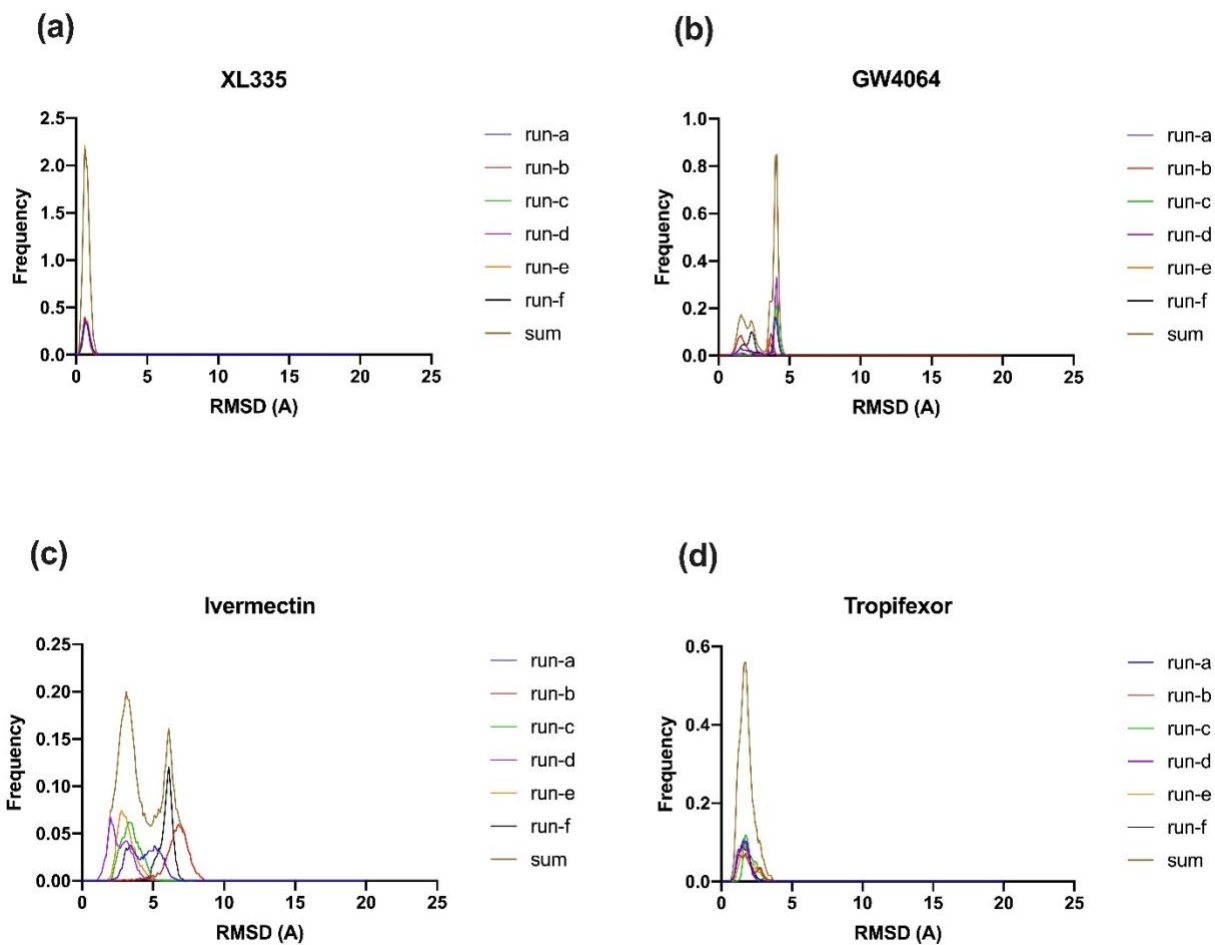 (a)
XL335
Frequency
2.5
2.0
1.5
1.0
0.5
0.0
0 5 10 15 20 25
RMSD (A)
run-a
run-b
run-c
run-d
run-e
run-f
sum
(b)
GW4064
Frequency
1.0
0.8
0.6
0.4
0.2
0.0
0 5 10 15 20 25
RMSD (A)
run-a
run-b
run-c
run-d
run-e
run-f
sum
(c)
Ivermectin
Frequency
0.25
0.20
0.15
0.10
0.05
0.00
0 5 10 15 20 25
RMSD (A)
run-a
run-b
run-c
run-d
run-e
run-f
sum
(d)
Tropifexor
Frequency
0.6
0.4
0.2
0.0
0 5 10 15 20 25
RMSD (A)
run-a
run-b
run-c
run-d
run-e
run-f
sum